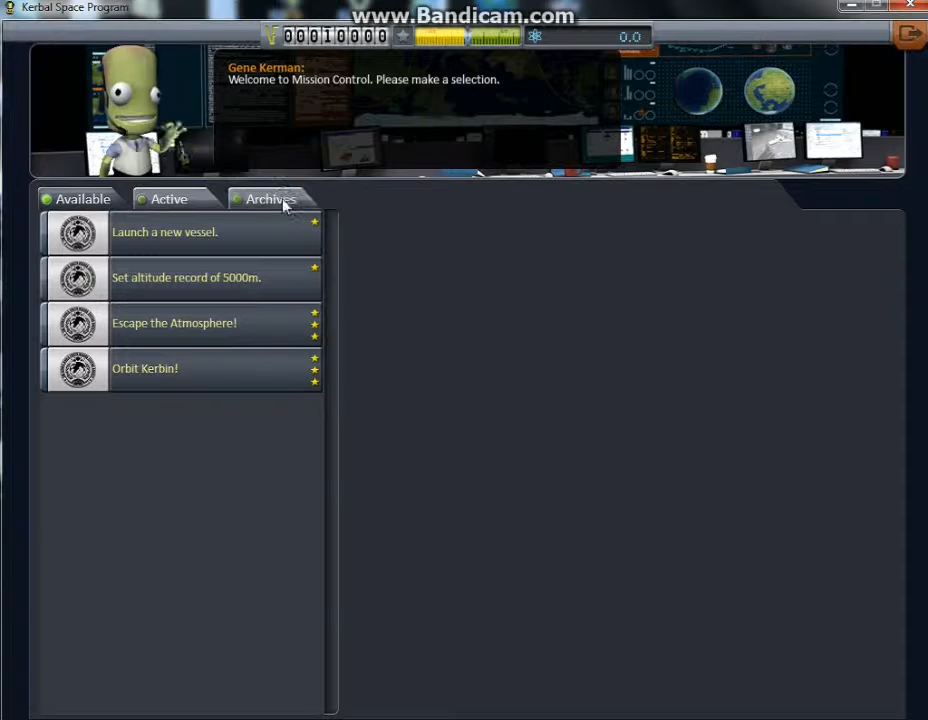 Kerbal Space Program
www.Bandicam.com
00010000
0.0
Gene Kerman:
Welcome to Mission Control. Please make a selection.
Available
Active
Archives
Launch a new vessel.
Set altitude record of 5000m.
Escape the Atmosphere!
Orbit Kerbin!